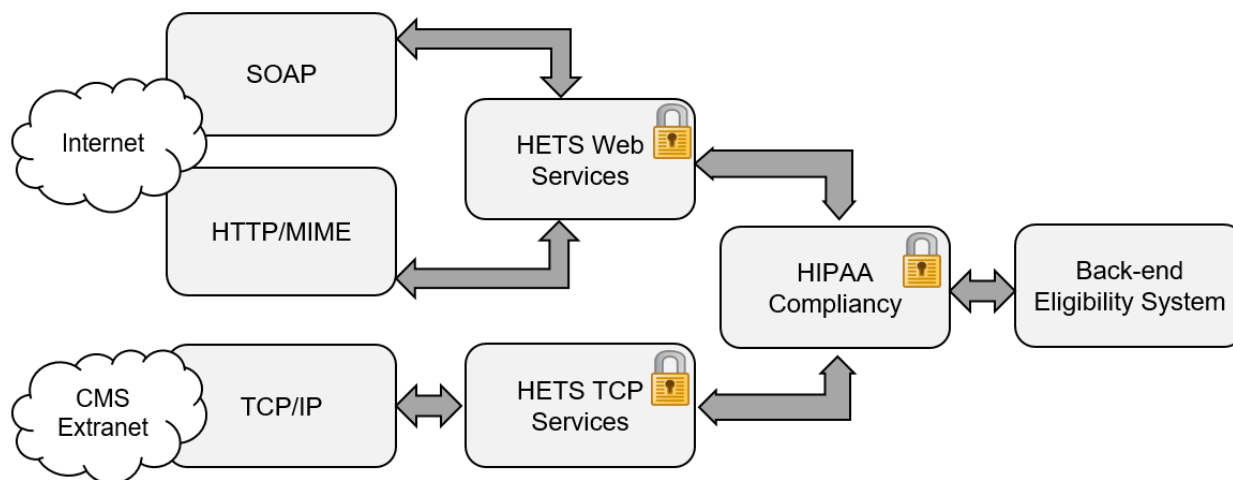 SOAP
Internet
HTTP/MIME
HETS Web
Services
HIPAA
Compliancy
Back-end
Eligibility System
CMS
Extranet
TCP/IP
HETS TCP
Services